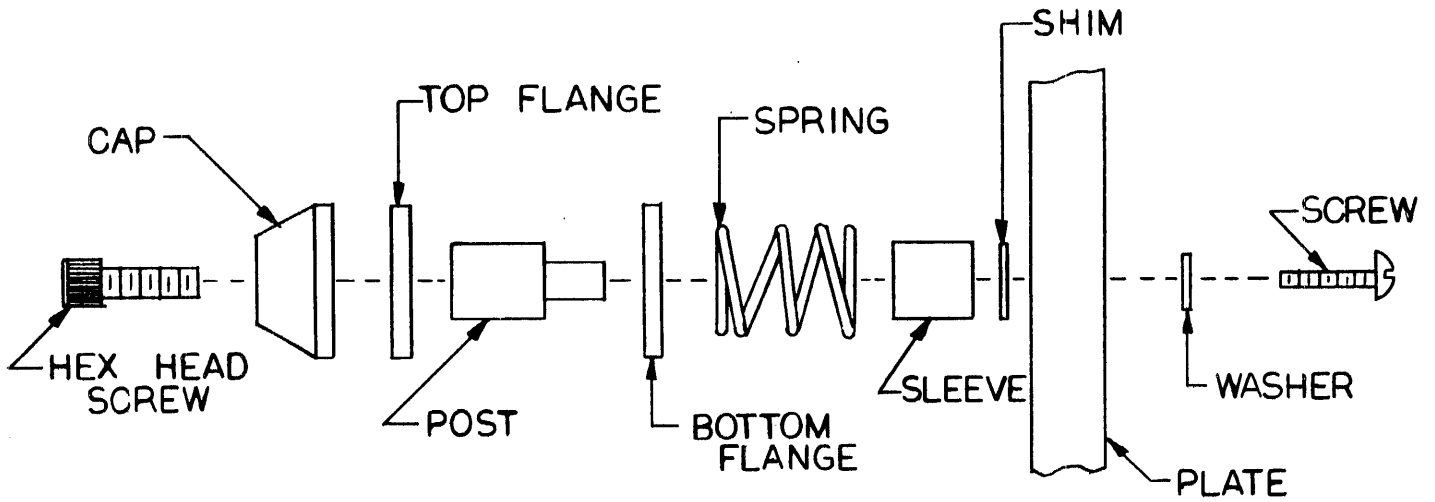 SHIM
TOP FLANGE
SPRING
CAP
SCREW
HEX HEAD
SCREW
POST
BOTTOM
FLANGE
SLEEVE
WASHER
PLATE